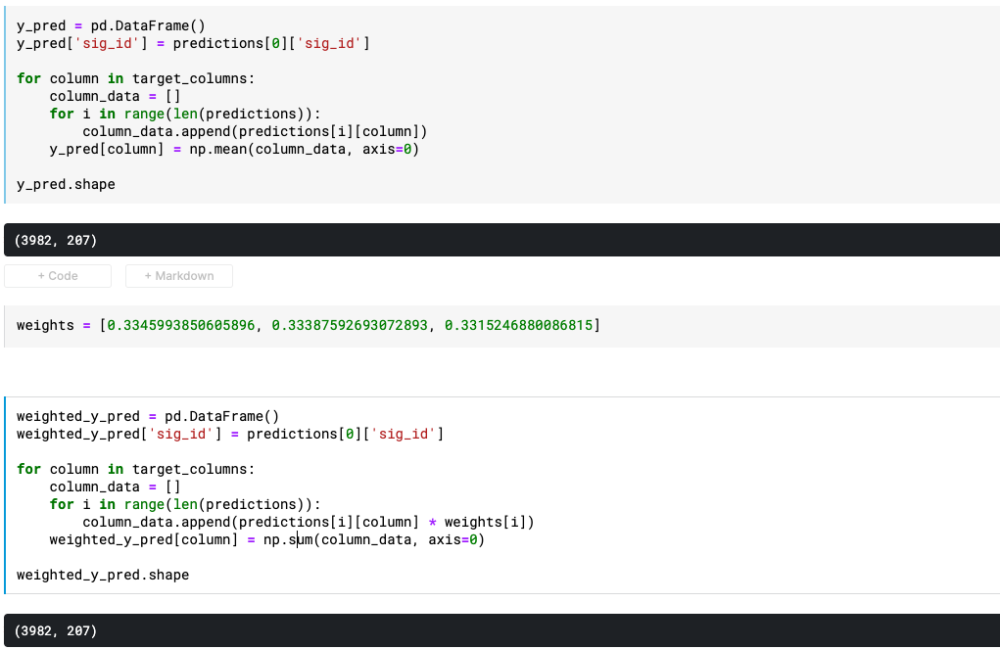 y_pred = pd.DataFrame()
y_pred['sig_id'] = predictions[0]['sig_id']
for column in target_columns:
    column_data = []
    for i in range(len(predictions)):
        column_data.append(predictions[i][column])
    y_pred[column] = np.mean(column_data, axis=0)
y_pred.shape
(3982, 207)
+ Code + Markdown
weights = [0.3345993850605896, 0.33387592693072893, 0.3315246880086815]
weighted_y_pred = pd.DataFrame()
weighted_y_pred['sig_id'] = predictions[0]['sig_id']
for column in target_columns:
    column_data = []
    for i in range(len(predictions)):
        column_data.append(predictions[i][column] * weights[i])
    weighted_y_pred[column] = np.sum(column_data, axis=0)
weighted_y_pred.shape
(3982, 207)